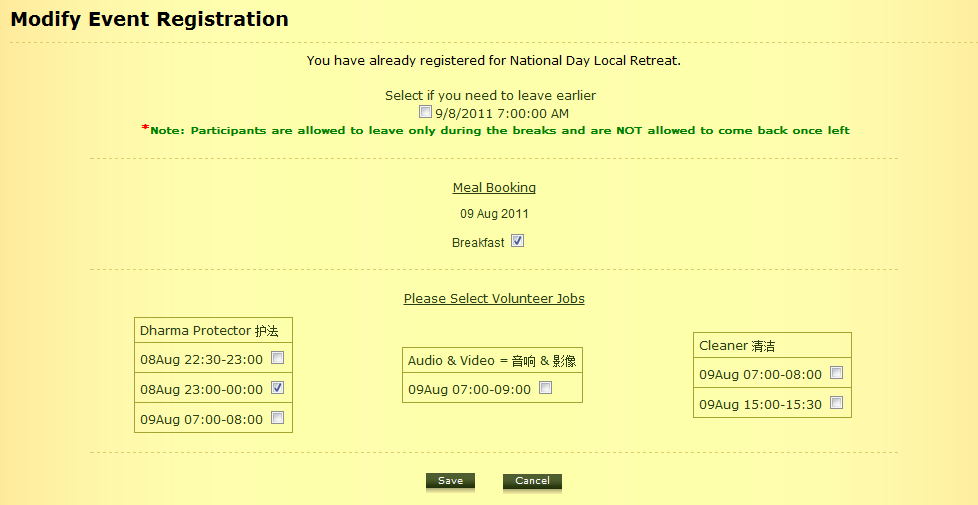 Modify Event Registration
You have already registered for National Day Local Retreat.
Select if you need to leave earlier
9/8/2011 7:00:00 AM
*Note: Participants are allowed to leave only during the breaks and are NOT allowed to come back once left
Meal Booking
09 Aug 2011
Breakfast
Please Select Volunteer Jobs
Dharma Protector 护法
08Aug 22:30-23:00
08Aug 23:00-00:00
09Aug 07:00-08:00
Audio & Video = 音响 & 影像
09Aug 07:00-09:00
Cleaner 清洁
09Aug 07:00-08:00
09Aug 15:00-15:30
Save
Cancel